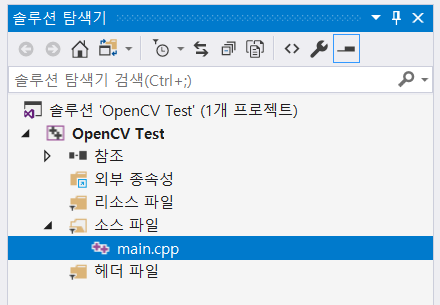 솔루션 탐색기
솔루션 탐색기 검색(Ctrl+;)
솔루션 'OpenCV Test' (1개 프로젝트)
OpenCV Test
참조
외부 종속성
리소스 파일
소스 파일
main.cpp
헤더 파일